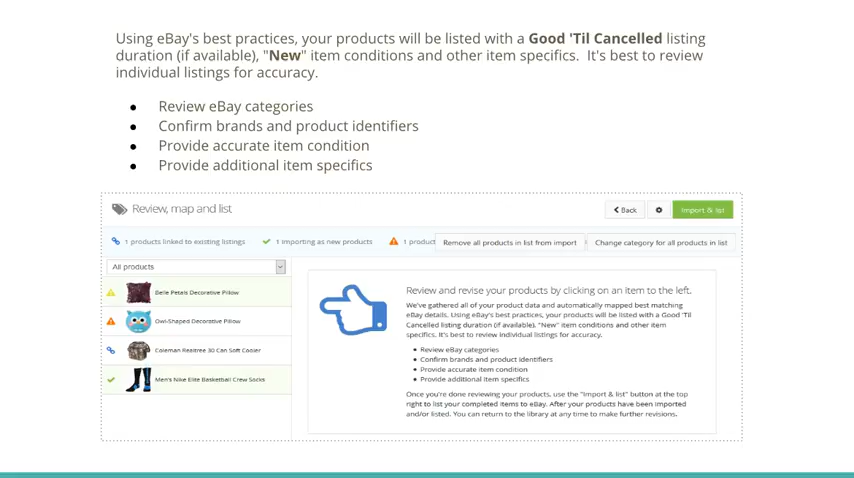 Using eBay's best practices, your products will be listed with a Good 'Til Cancelled listing
duration (if available), "New" item conditions and other item specifics.  It's best to review
individual listings for accuracy.
● Review eBay categories
● Confirm brands and product identifiers
● Provide accurate item condition
● Provide additional item specifics
Review, map and list
Back
Import & list
1 products linked to existing listings
1 importing as new products
1 product
Remove all products in list from import
Change category for all products in list
All products
Belle Petals Decorative Pillow
Owl-Shaped Decorative Pillow
Coleman Realtree 30 Can Soft Cooler
Men's Nike Elite Basketball Crew Socks
Review and revise your products by clicking on an item to the left.
We've gathered all of your product data and automatically mapped best matching
eBay details. Using eBay's best practices, your products will be listed with a Good 'Til
Cancelled listing duration (if available), "New" item conditions and other item
specifics. It's best to review individual listings for accuracy.
• Review eBay categories
• Confirm brands and product identifiers
• Provide accurate item condition
• Provide additional item specifics
Once you're done reviewing your products, use the "Import & list" button at the top
right to list your completed items to eBay. After your products have been imported
and/or listed. You can return to the library at any time to make further revisions.